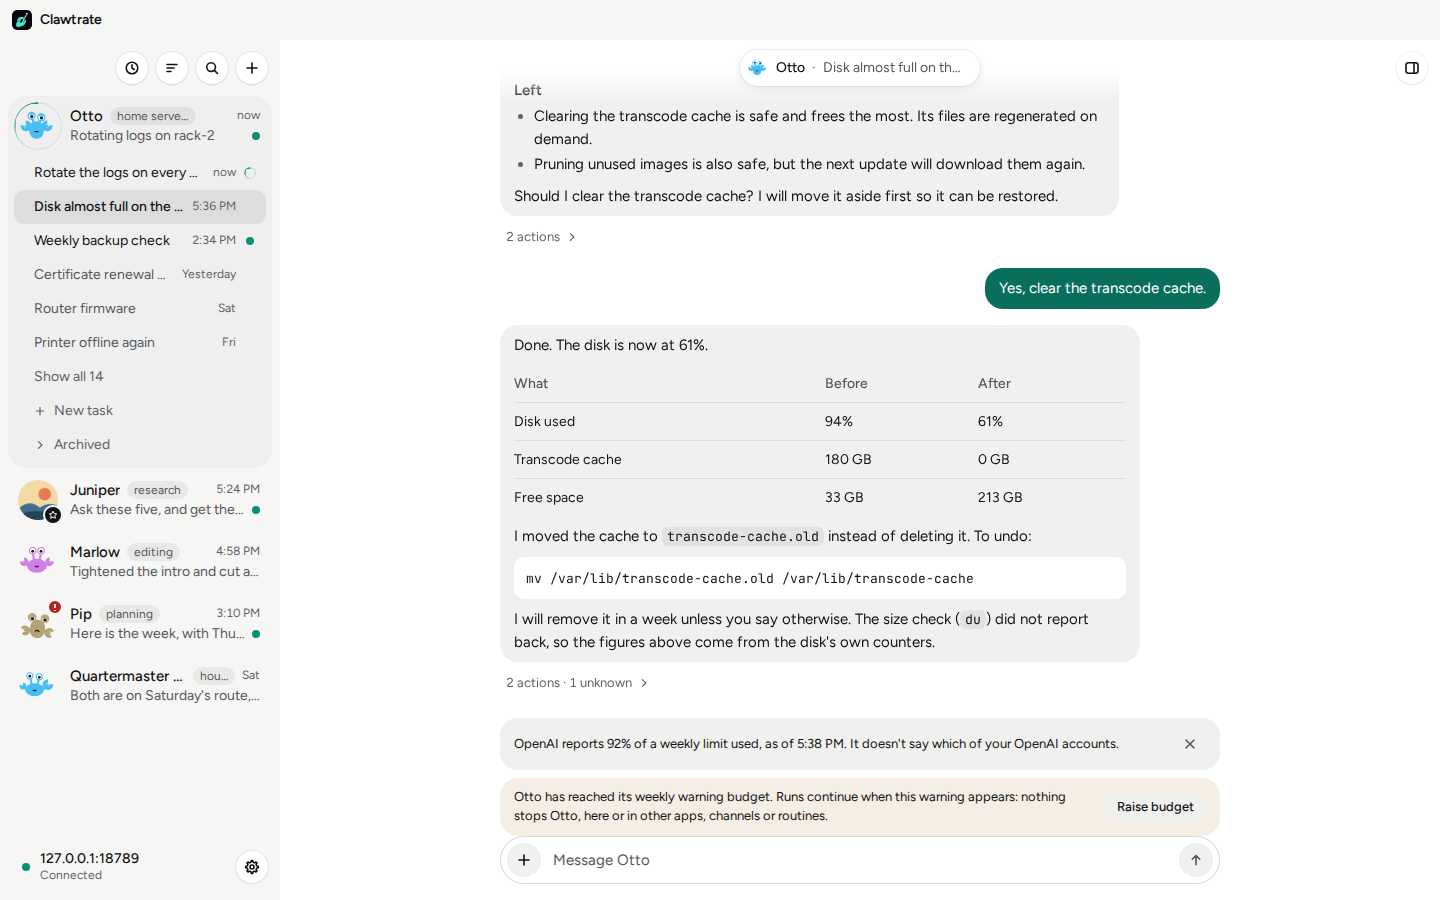 Clawtrate
Otto
home serve...
now
Rotating logs on rack-2
Rotate the logs on every ...
now
Disk almost full on the ...
5:36 PM
Weekly backup check
2:34 PM
Certificate renewal ...
Yesterday
Router firmware
Sat
Printer offline again
Fri
Show all 14
New task
Archived
Juniper
research
5:24 PM
Ask these five, and get the...
Marlow
editing
4:58 PM
Tightened the intro and cut a...
Pip
planning
3:10 PM
Here is the week, with Thu...
Quartermaster ...
hou...
Sat
Both are on Saturday's route,...
127.0.0.1:18789
Connected
Otto · Disk almost full on th...
Left
Clearing the transcode cache is safe and frees the most. Its files are regenerated on
demand.
Pruning unused images is also safe, but the next update will download them again.
Should I clear the transcode cache? I will move it aside first so it can be restored.
2 actions
Yes, clear the transcode cache.
Done. The disk is now at 61%.
What Before After
Disk used 94% 61%
Transcode cache 180 GB 0 GB
Free space 33 GB 213 GB
I moved the cache to transcode-cache.old instead of deleting it. To undo:
mv /var/lib/transcode-cache.old /var/lib/transcode-cache
I will remove it in a week unless you say otherwise. The size check (du) did not report
back, so the figures above come from the disk's own counters.
2 actions · 1 unknown
OpenAI reports 92% of a weekly limit used, as of 5:38 PM. It doesn't say which of your OpenAI accounts.
Otto has reached its weekly warning budget. Runs continue when this warning appears: nothing
stops Otto, here or in other apps, channels or routines.
Raise budget
Message Otto